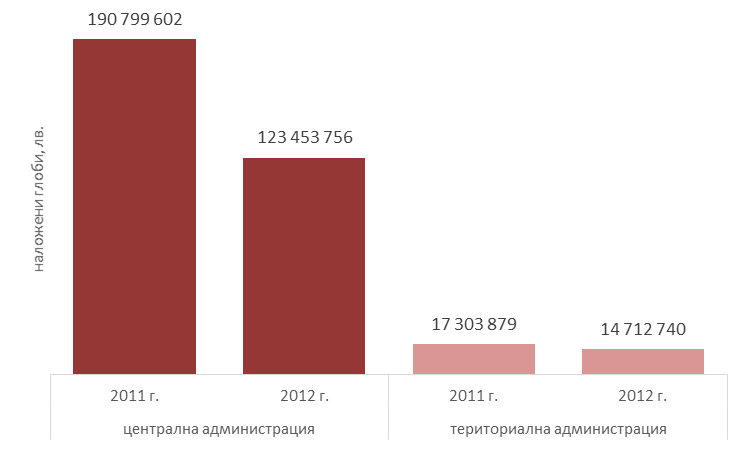 190 799 602
123 453 756
17 303 879
14 712 740
наложени глоби, лв.
2011 г.
2012 г.
2011 г.
2012 г.
централна администрация
териториална администрация